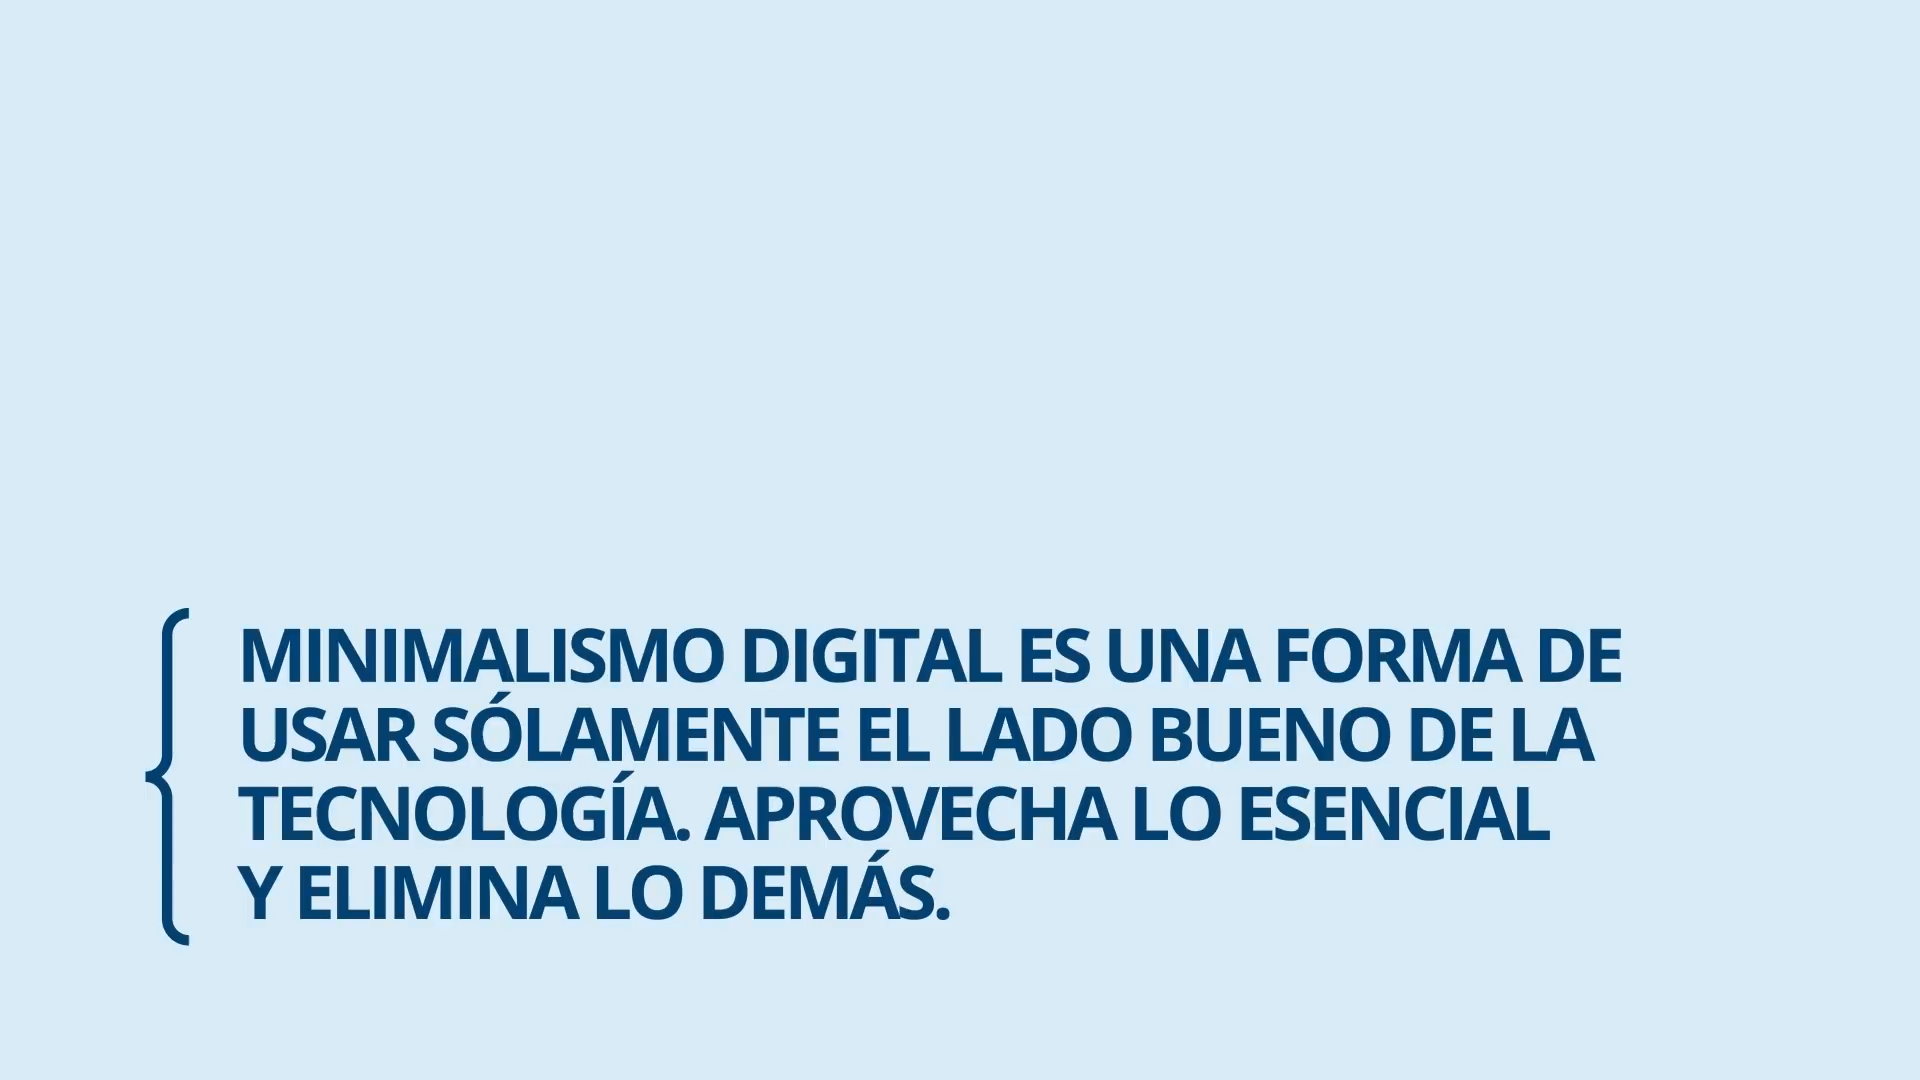 MINIMALISMO DIGITAL ES UNA FORMA DE
USAR SÓLAMENTE EL LADO BUENO DE LA
TECNOLOGÍA. APROVECHA LO ESENCIAL
Y ELIMINA LO DEMÁS.